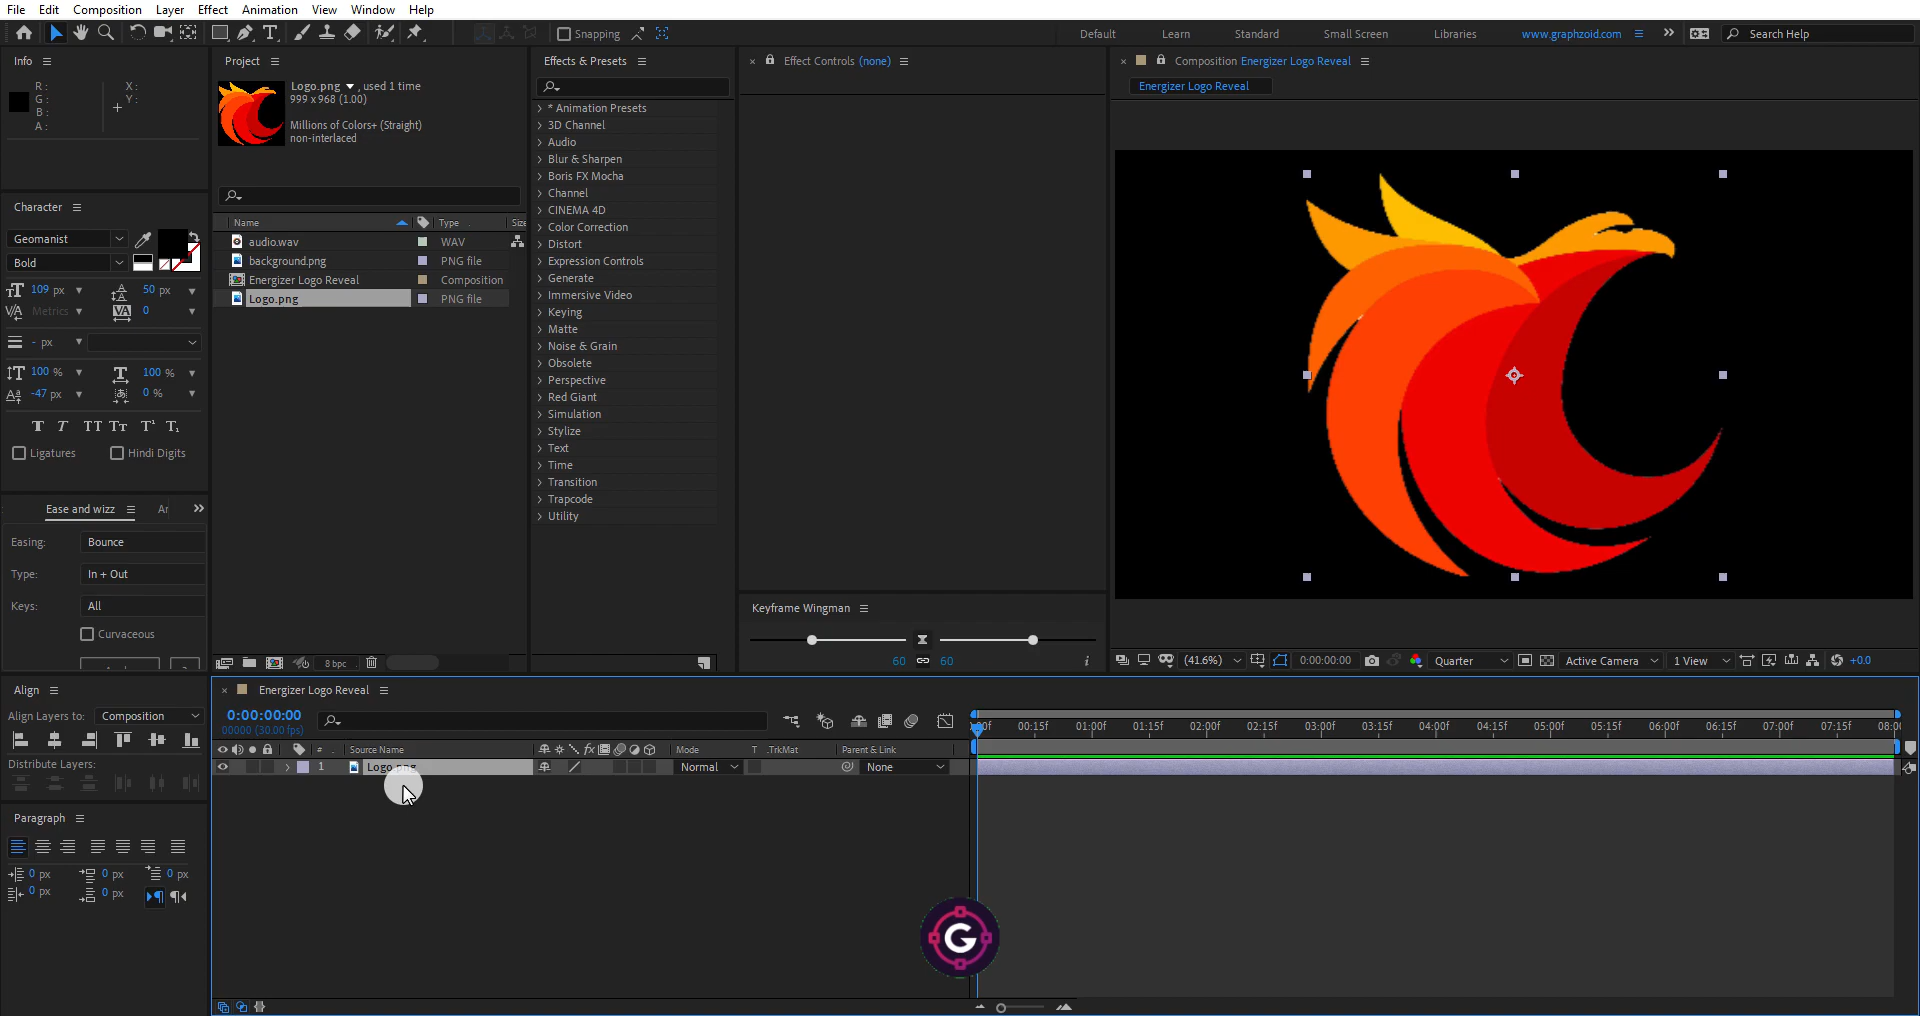 File Edit Composition Layer Effect Animation View Window Help
Snapping
Default Learn Standard Small Screen Libraries www.graphzoid.com Search Help
Info
R :
G :
B :
A :
X :
Y :
Character
Geomanist
Bold
109 px 50 px
Metrics 0
- px
100 % 100 %
-47 px 0 %
Ligatures Hindi Digits
Ease and wizz
Easing: Bounce
Type: In + Out
Keys: All
Curvaceous
Align
Align Layers to: Composition
Distribute Layers:
Paragraph
0 px 0 px 0 px
0 px 0 px
Project
Logo.png , used 1 time
999 x 968 (1.00)
Millions of Colors+ (Straight)
non-interlaced
Name Type Size
audio.wav WAV
background.png PNG file
Energizer Logo Reveal Composition
Logo.png PNG file
8 bpc
Effects & Presets
* Animation Presets
3D Channel
Audio
Blur & Sharpen
Boris FX Mocha
Channel
CINEMA 4D
Color Correction
Distort
Expression Controls
Generate
Immersive Video
Keying
Matte
Noise & Grain
Obsolete
Perspective
Red Giant
Simulation
Stylize
Text
Time
Transition
Trapcode
Utility
Effect Controls (none)
Keyframe Wingman
60 60
Composition Energizer Logo Reveal
Energizer Logo Reveal
(41.6%) 0:00:00:00 Quarter Active Camera 1 View +0.0
Energizer Logo Reveal
0:00:00:00
00000 (30.00 fps)
# Source Name Mode T .TrkMat Parent & Link
1 Logo.png Normal None
00:15f 01:00f 01:15f 02:00f 02:15f 03:00f 03:15f 04:00f 04:15f 05:00f 05:15f 06:00f 06:15f 07:00f 07:15f
G